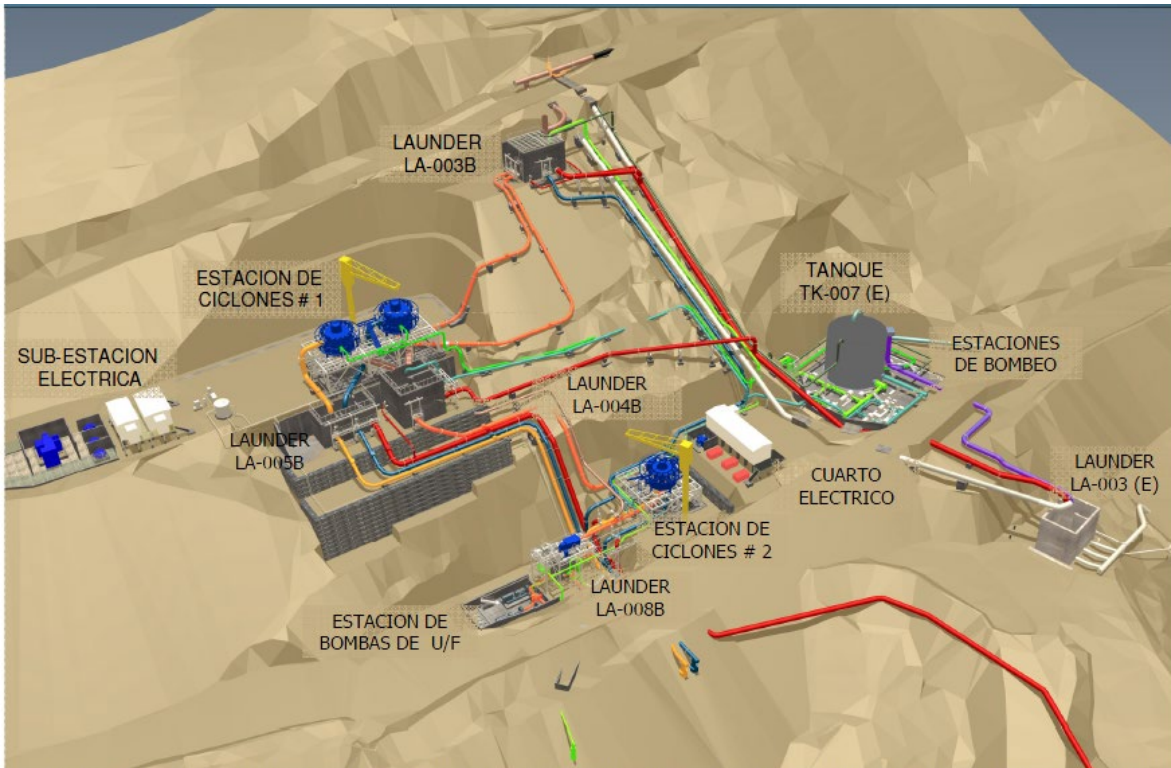 LAUNDER
LA-003B
ESTACION DE
CICLONES # 1
TANQUE
TK-007 (E)
ESTACIONES
DE BOMBEO
SUB-ESTACION
ELECTRICA
LAUNDER
LA-004B
LAUNDER
LA-005B
CUARTO
ELECTRICO
LAUNDER
LA-003 (E)
ESTACION DE
CICLONES # 2
LAUNDER
LA-008B
ESTACION DE
BOMBAS DE U/F